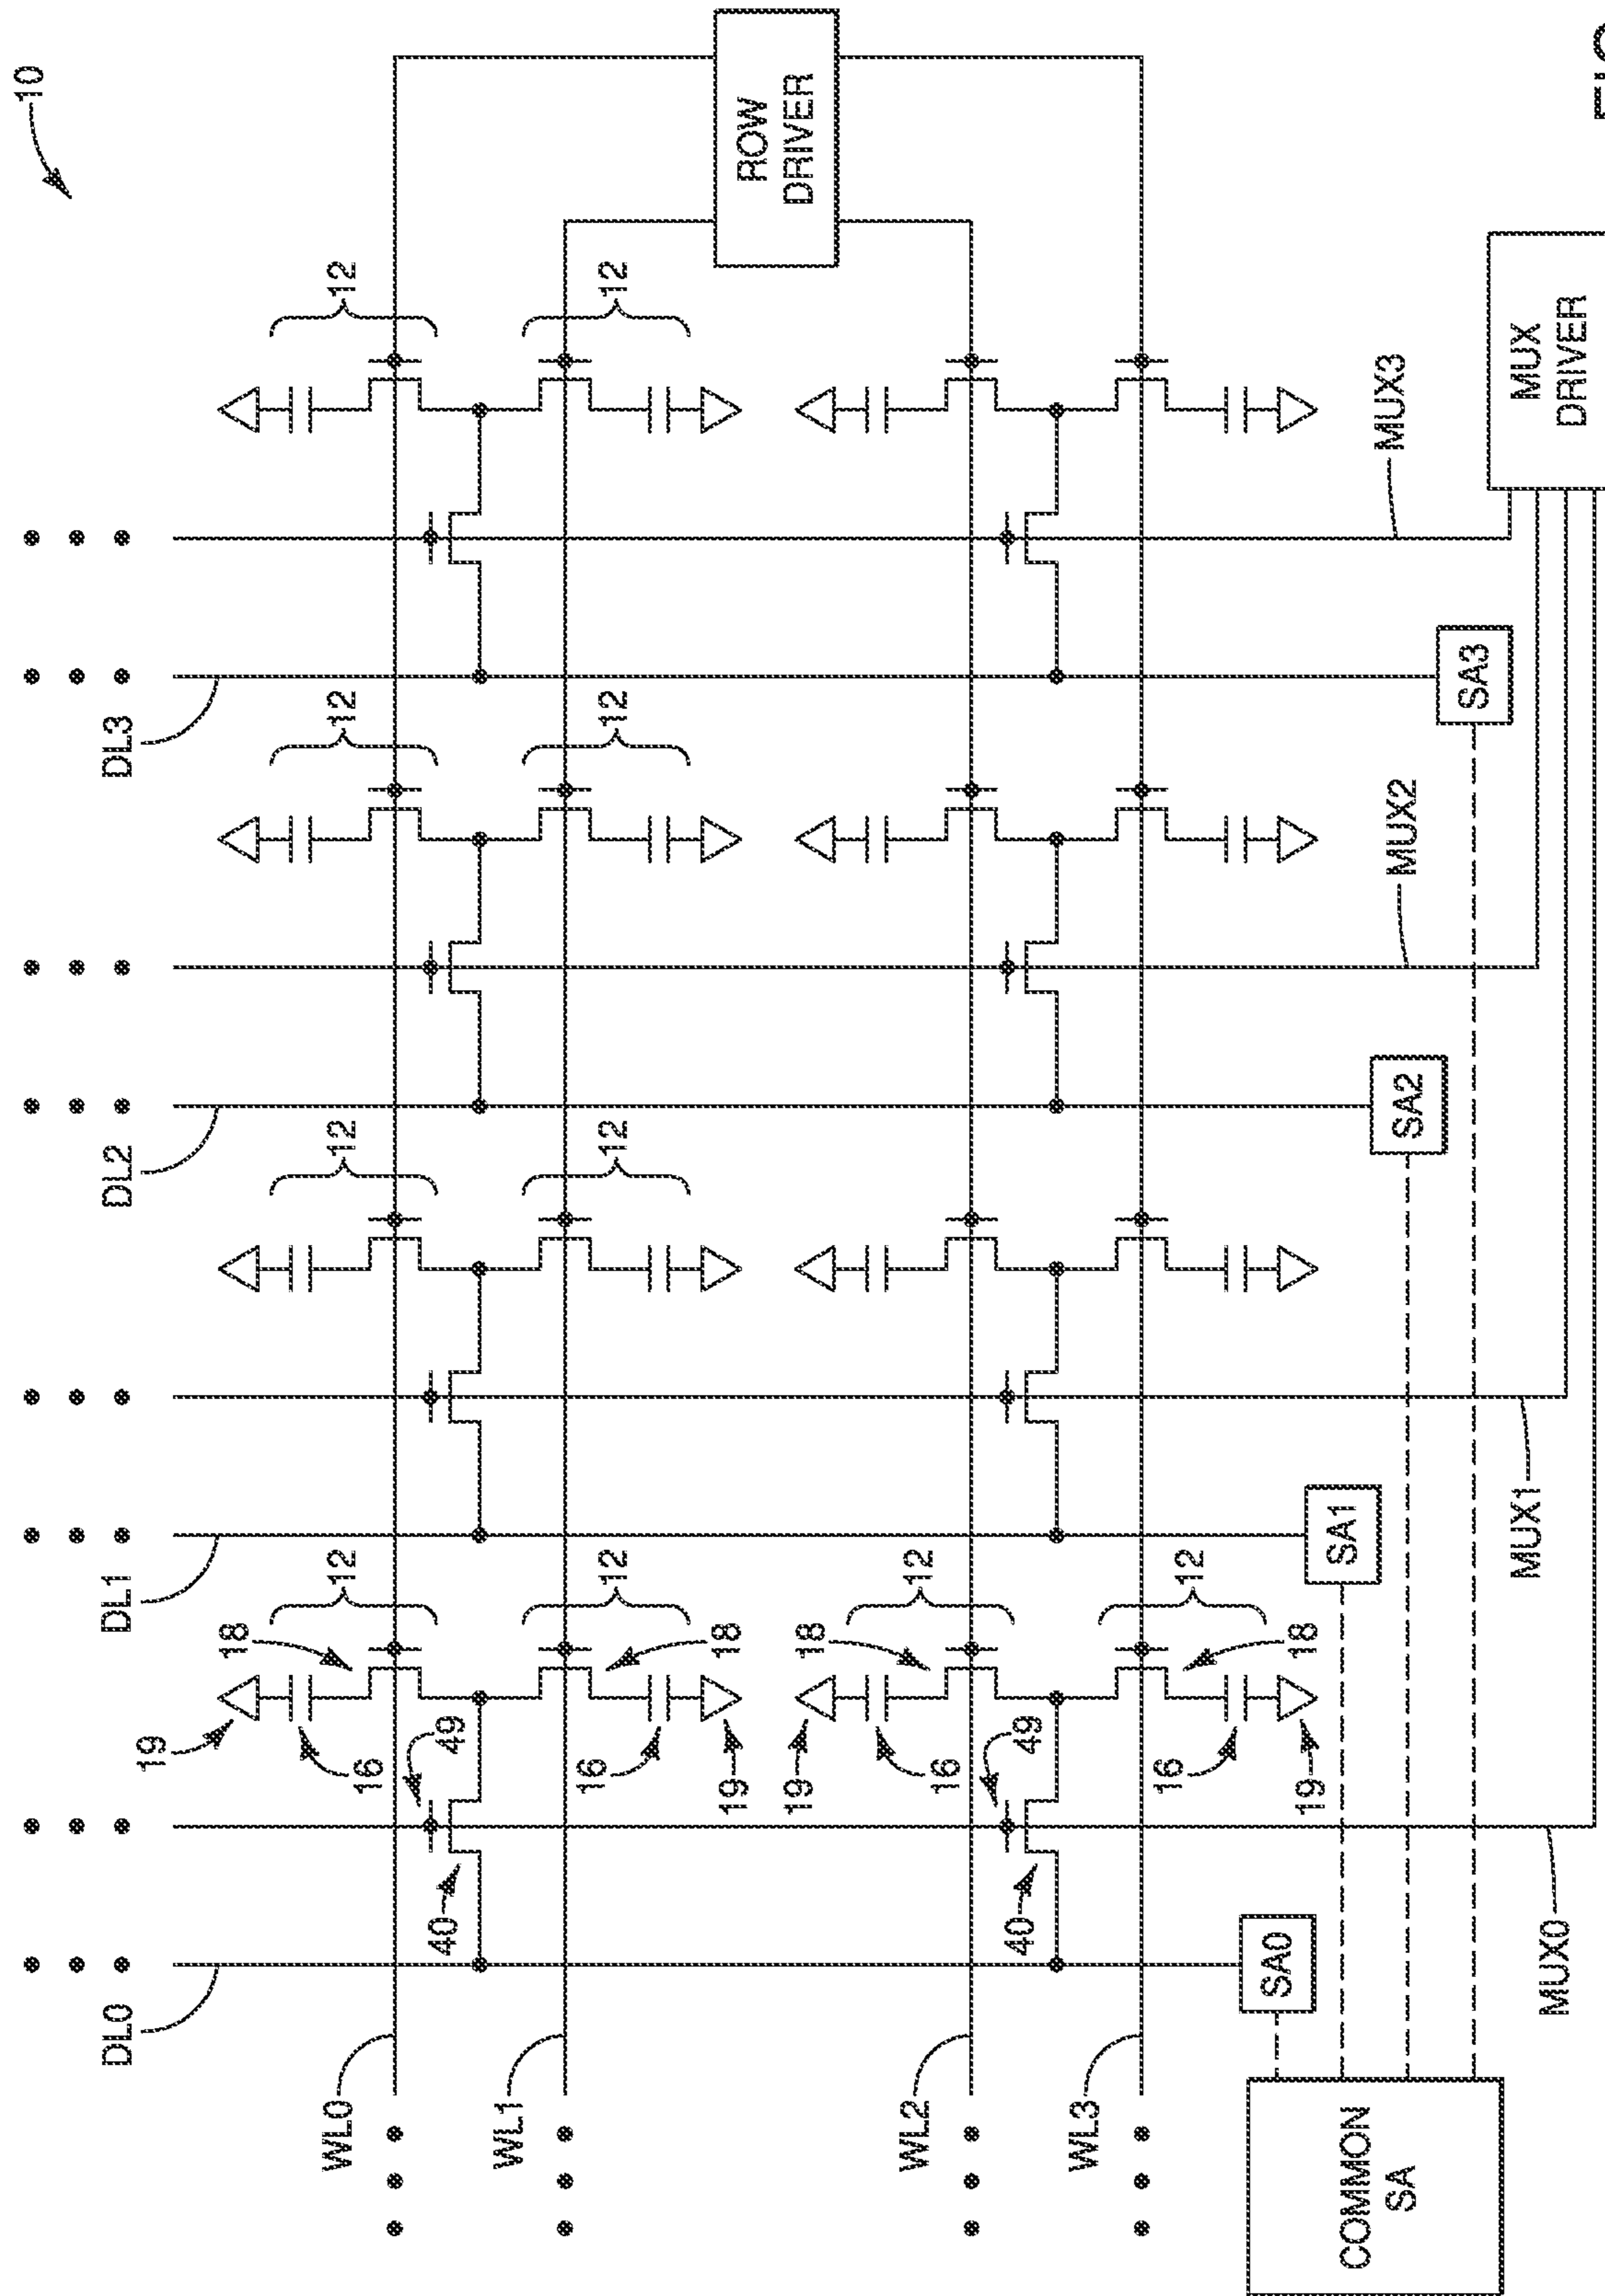 10
DL0
DL1
DL2
DL3
19
18
WL0
12
12
12
12
16
40
49
WL1
16
12
12
12
12
19
18
ROW
DRIVER
19
18
WL2
16
12
40
49
WL3
16
12
19
18
SA0
SA1
SA2
SA3
COMMON
SA
MUX2
MUX3
MUX1
MUX0
MUX
DRIVER